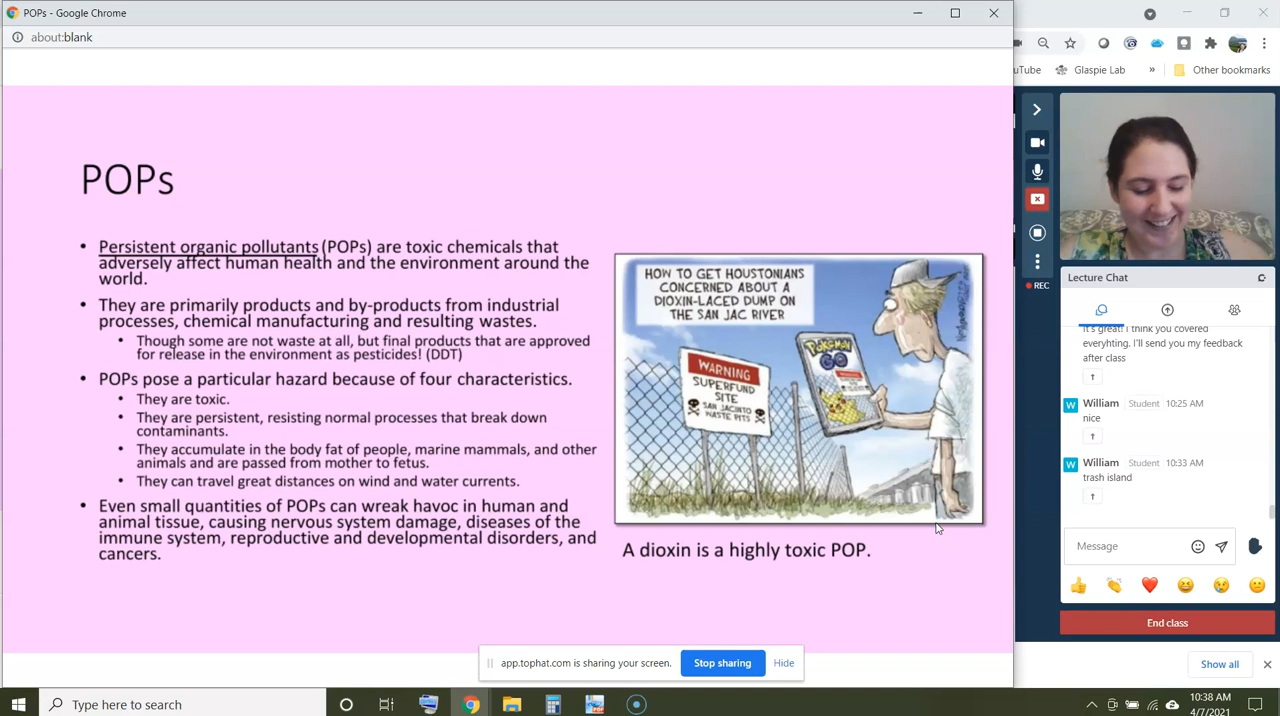 POPs - Google Chrome
about:blank
uTube
Glaspie Lab
»
Other bookmarks
POPs
• Persistent organic pollutants (POPs) are toxic chemicals that
adversely affect human health and the environment around the
world.
• They are primarily products and by-products from industrial
processes, chemical manufacturing and resulting wastes.
• Though some are not waste at all, but final products that are approved
for release in the environment as pesticides! (DDT)
• POPs pose a particular hazard because of four characteristics.
• They are toxic.
• They are persistent, resisting normal processes that break down
contaminants.
• They accumulate in the body fat of people, marine mammals, and other
animals and are passed from mother to fetus.
• They can travel great distances on wind and water currents.
• Even small quantities of POPs can wreak havoc in human and
animal tissue, causing nervous system damage, diseases of the
immune system, reproductive and developmental disorders, and
cancers.
HOW TO GET HOUSTONIANS
CONCERNED ABOUT A
DIOXIN-LACED DUMP ON
THE SAN JAC RIVER
WARNING
SUPERFUND
SITE
SAN JACINTO
WASTE PITS
POKÉMON
GO
A dioxin is a highly toxic POP.
REC
Lecture Chat
It's great! I think you covered
everyhting. I'll send you my feedback
after class
W William Student 10:25 AM
nice
W William Student 10:33 AM
trash island
Message
End class
app.tophat.com is sharing your screen.
Stop sharing
Hide
Show all
Type here to search
10:38 AM
4/7/2021